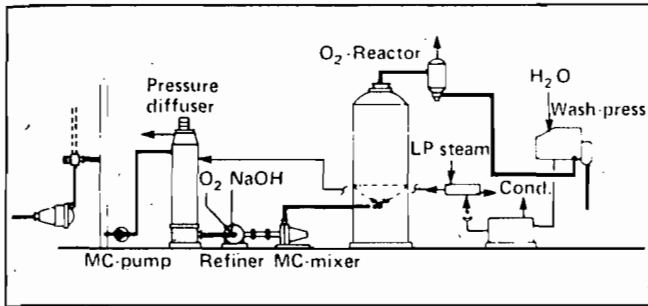 O₂-Reactor
H₂O
Wash-press
Pressure
diffuser
LP steam
Cond.
O₂ NaOH
MC-pump Refiner MC-mixer